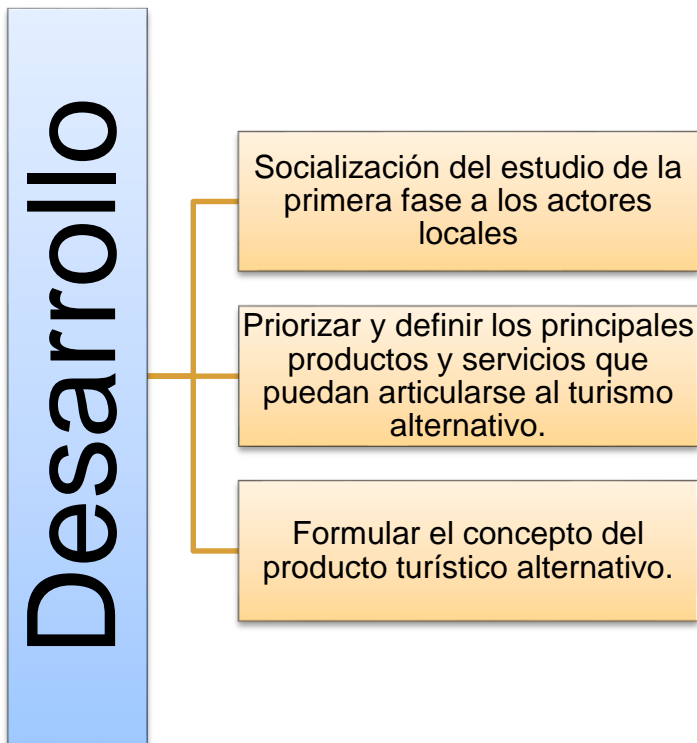 Desarrollo
Socialización del estudio de la
primera fase a los actores
locales
Priorizar y definir los principales
productos y servicios que
puedan articularse al turismo
alternativo.
Formular el concepto del
producto turístico alternativo.